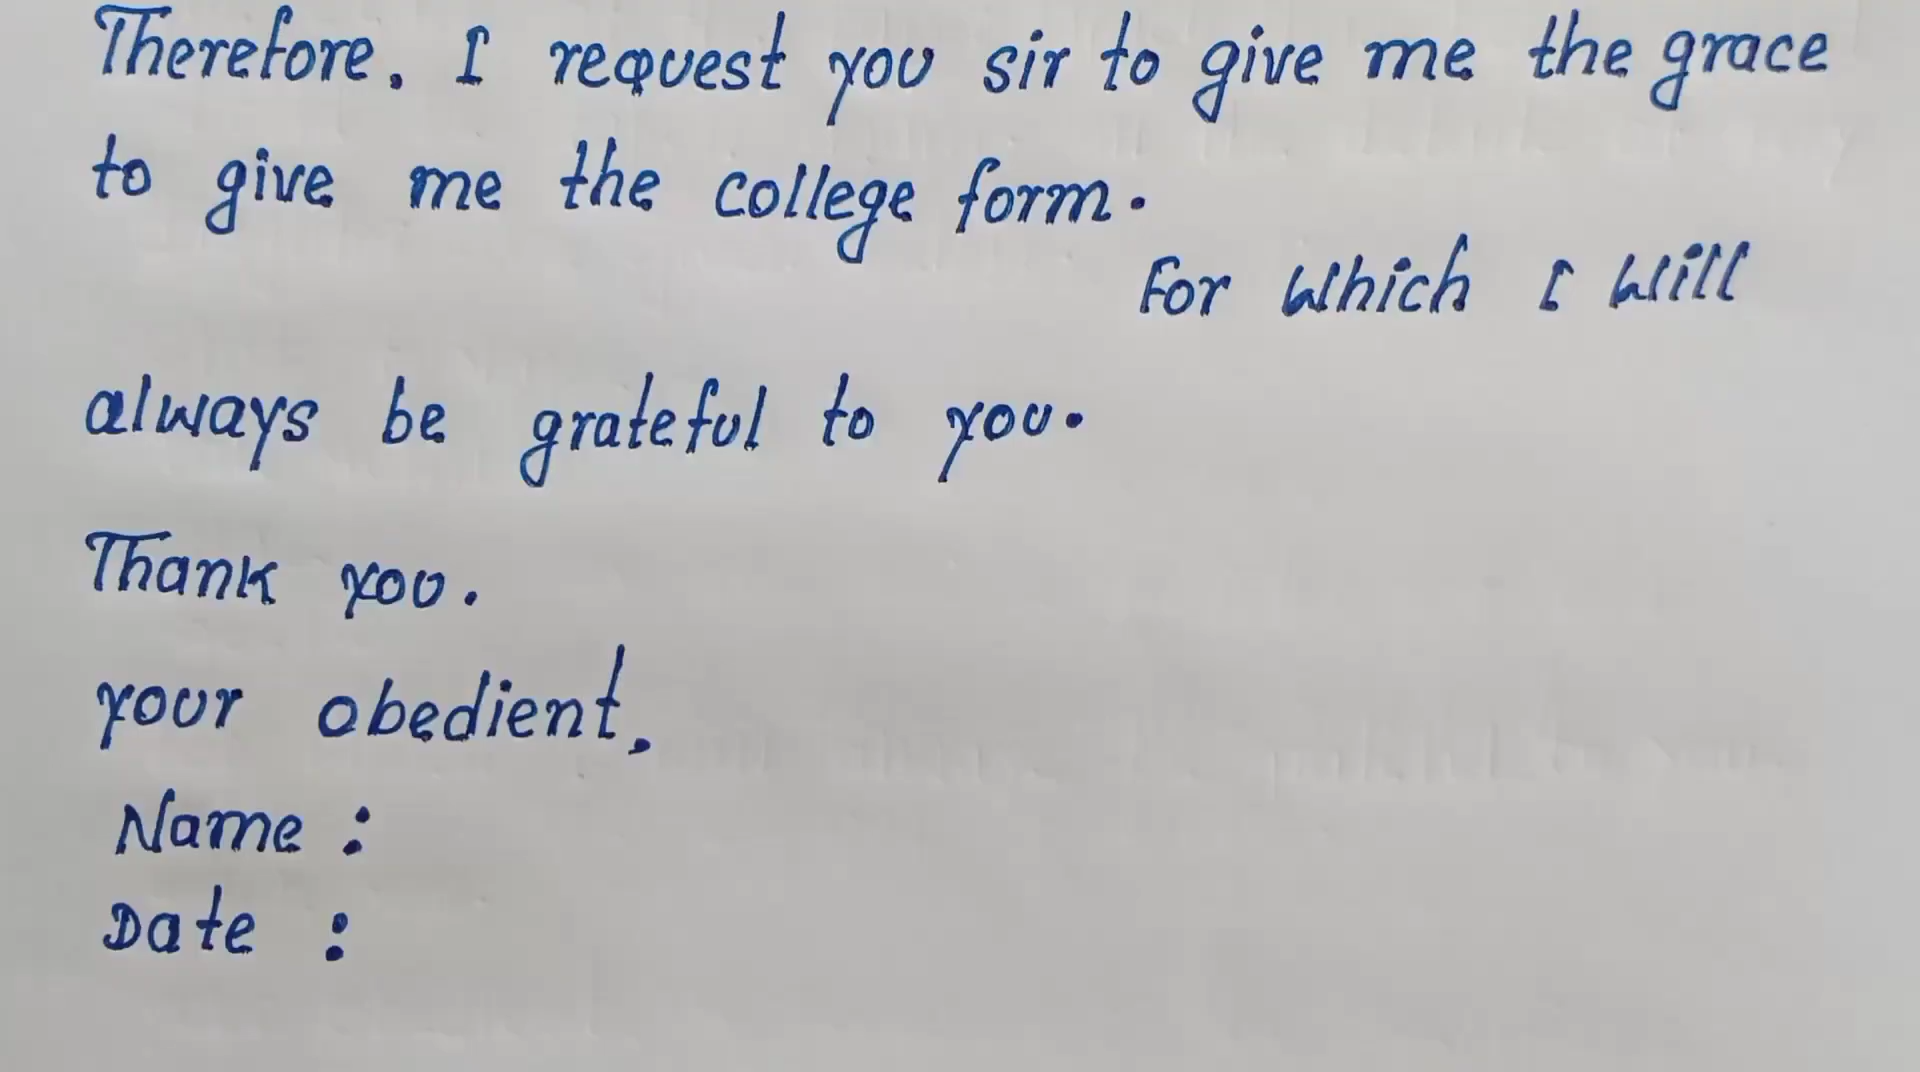 Therefore, I request you sir to give me the grace
to give me the college form.
For which I will
always be grateful to you.
Thank you.
your obedient,
Name :
Date :